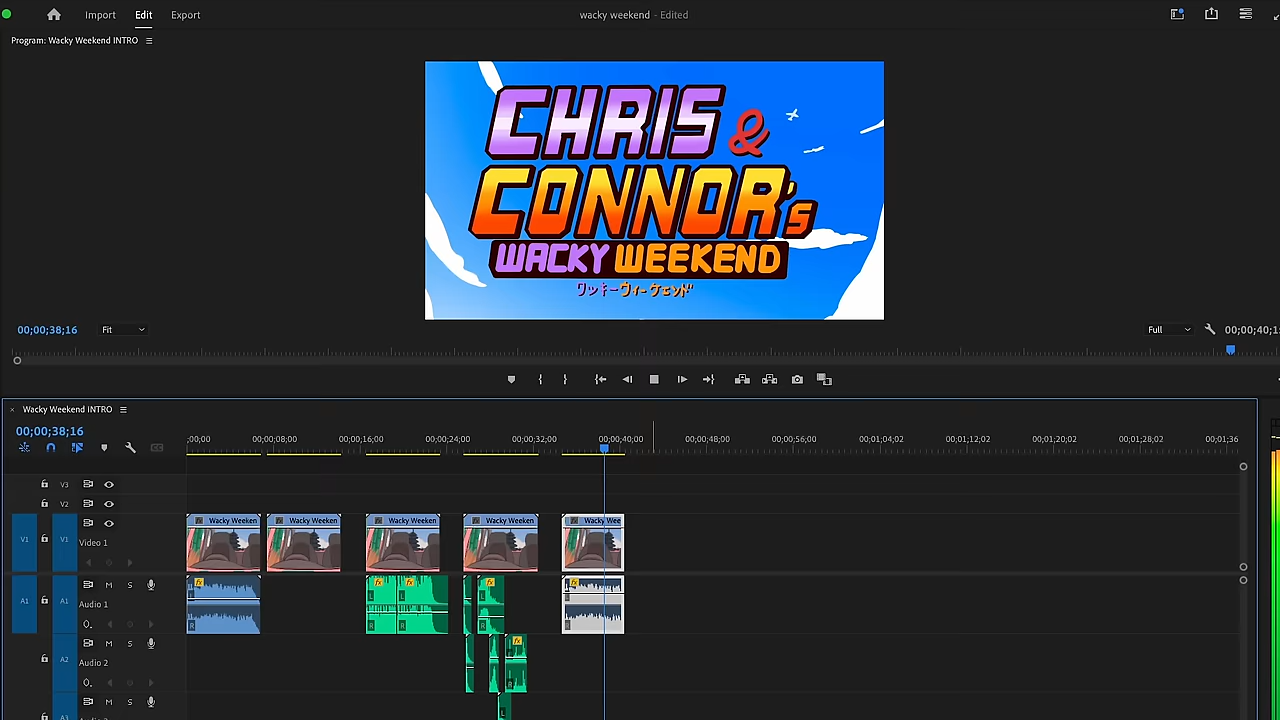 Import Edit Export
wacky weekend - Edited
Program: Wacky Weekend INTRO
CHRIS &
CONNOR's
WACKY WEEKEND
ワッキーウィーケェンド
00;00;38;16 Fit
Full
Wacky Weekend INTRO
00;00;38;16
;00;00 00;00;08;00 00;00;16;00 00;00;24;00 00;00;32;00 00;00;40;00 00;00;48;00 00;00;56;00 00;01;04;02 00;01;12;02 00;01;20;02 00;01;28;02 00;01;36
V3
V2
Wacky Weeken Wacky Weeken Wacky Weeken Wacky Weeken Wacky Wee
V1 V1 Video 1
M S
A1 A1 Audio 1
M S
A2 Audio 2
M S